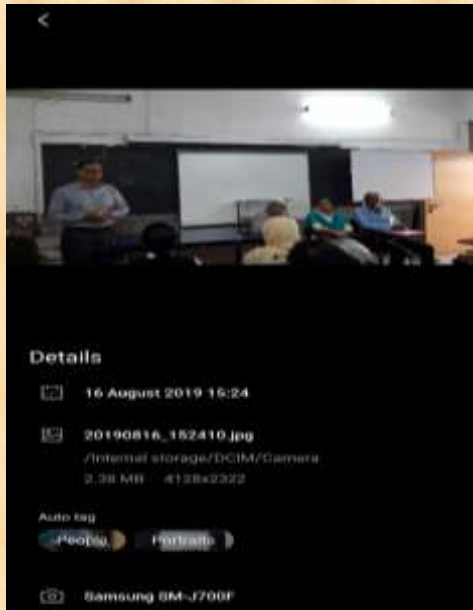 Details
16 August 2019 15:24
20190816_152410.jpg
/Internal storage/DCIM/Camera
2.38 MB 4128x2322
Auto tag
People Portraits
Samsung SM-J700F